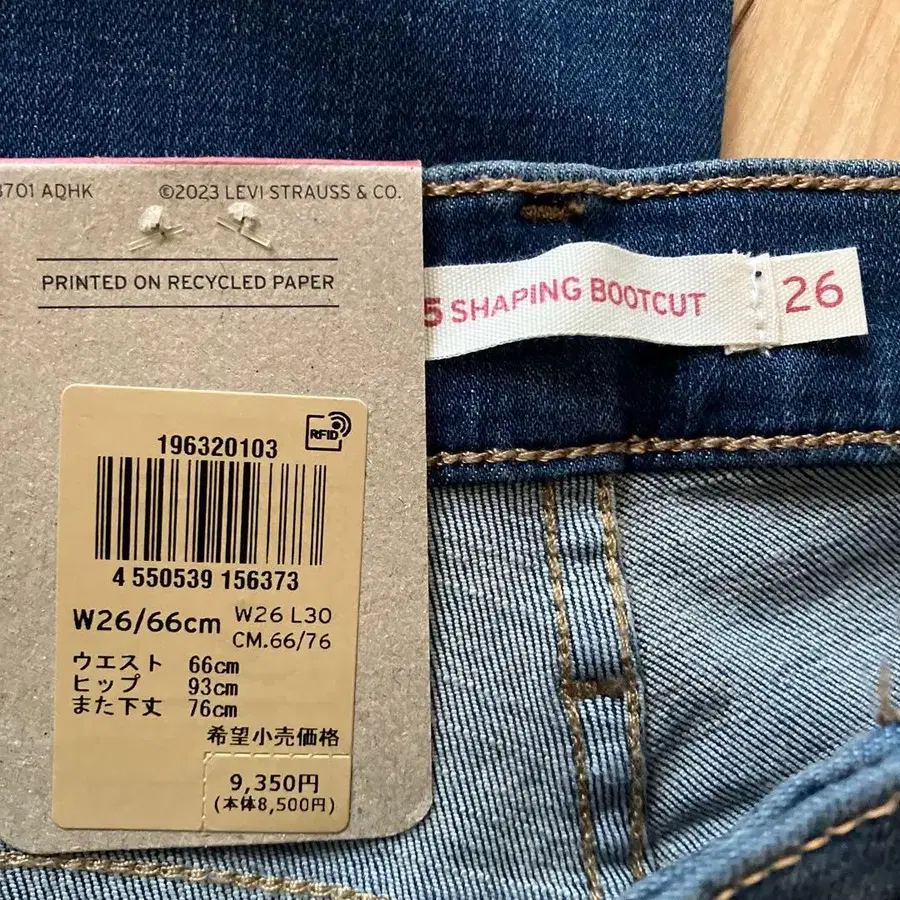 3701 ADHK ©2023 LEVI STRAUSS & CO.
PRINTED ON RECYCLED PAPER
5 SHAPING BOOTCUT 26
RFID
196320103
4 550539 156373
W26/66cm W26 L30
CM.66/76
ウエスト 66cm
ヒップ 93cm
また下丈 76cm
希望小売価格
9,350円
(本体8,500円)